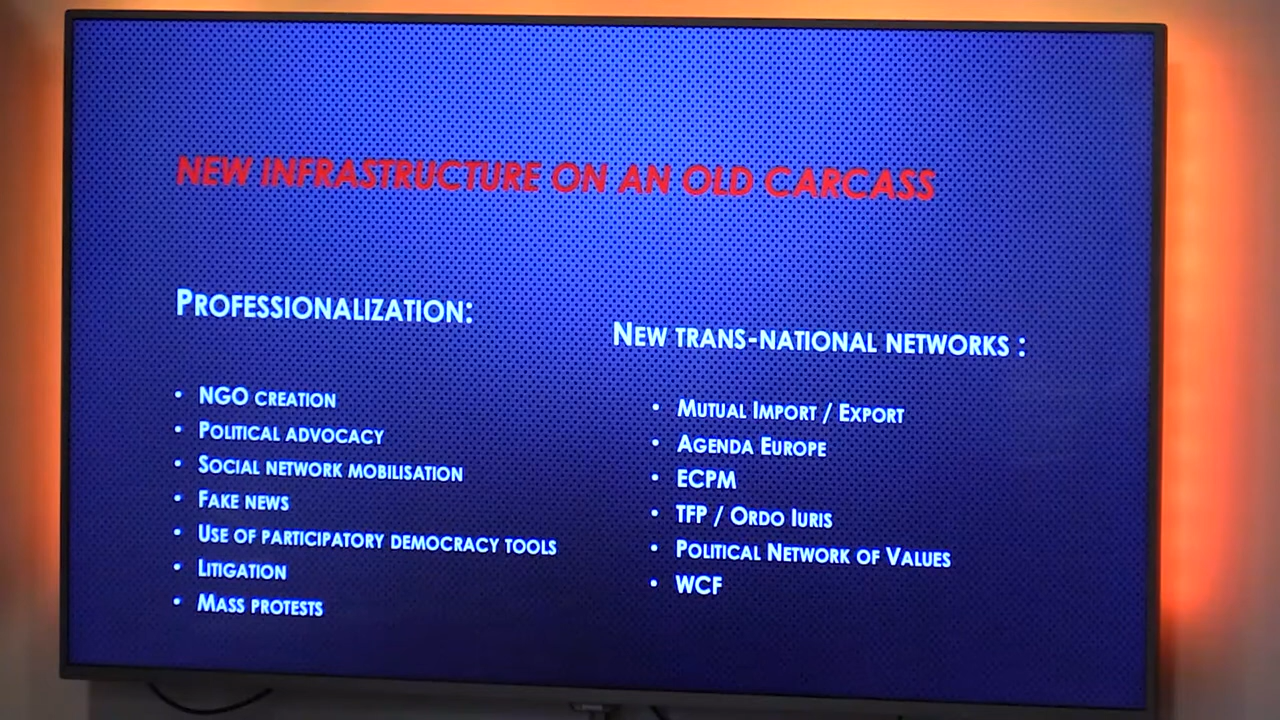 NEW INFRASTRUCTURE ON AN OLD CARCASS
PROFESSIONALIZATION:
• NGO CREATION
• POLITICAL ADVOCACY
• SOCIAL NETWORK MOBILISATION
• FAKE NEWS
• USE OF PARTICIPATORY DEMOCRACY TOOLS
• LITIGATION
• MASS PROTESTS
NEW TRANS-NATIONAL NETWORKS :
• MUTUAL IMPORT / EXPORT
• AGENDA EUROPE
• ECPM
• TFP / ORDO IURIS
• POLITICAL NETWORK OF VALUES
• WCF